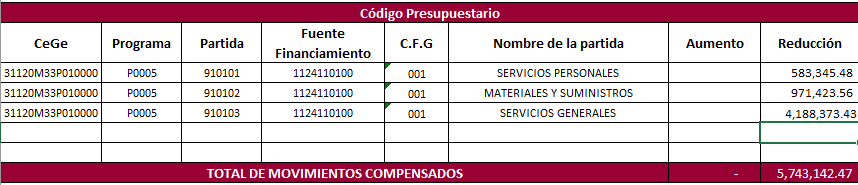 Código Presupuestario
CeGe Programa Partida Fuente Financiamiento C.F.G Nombre de la partida Aumento Reducción
31120M33P010000 P0005 910101 1124110100 001 SERVICIOS PERSONALES 583,345.48
31120M33P010000 P0005 910102 1124110100 001 MATERIALES Y SUMINISTROS 971,423.56
31120M33P010000 P0005 910103 1124110100 001 SERVICIOS GENERALES 4,188,373.43
TOTAL DE MOVIMIENTOS COMPENSADOS - 5,743,142.47